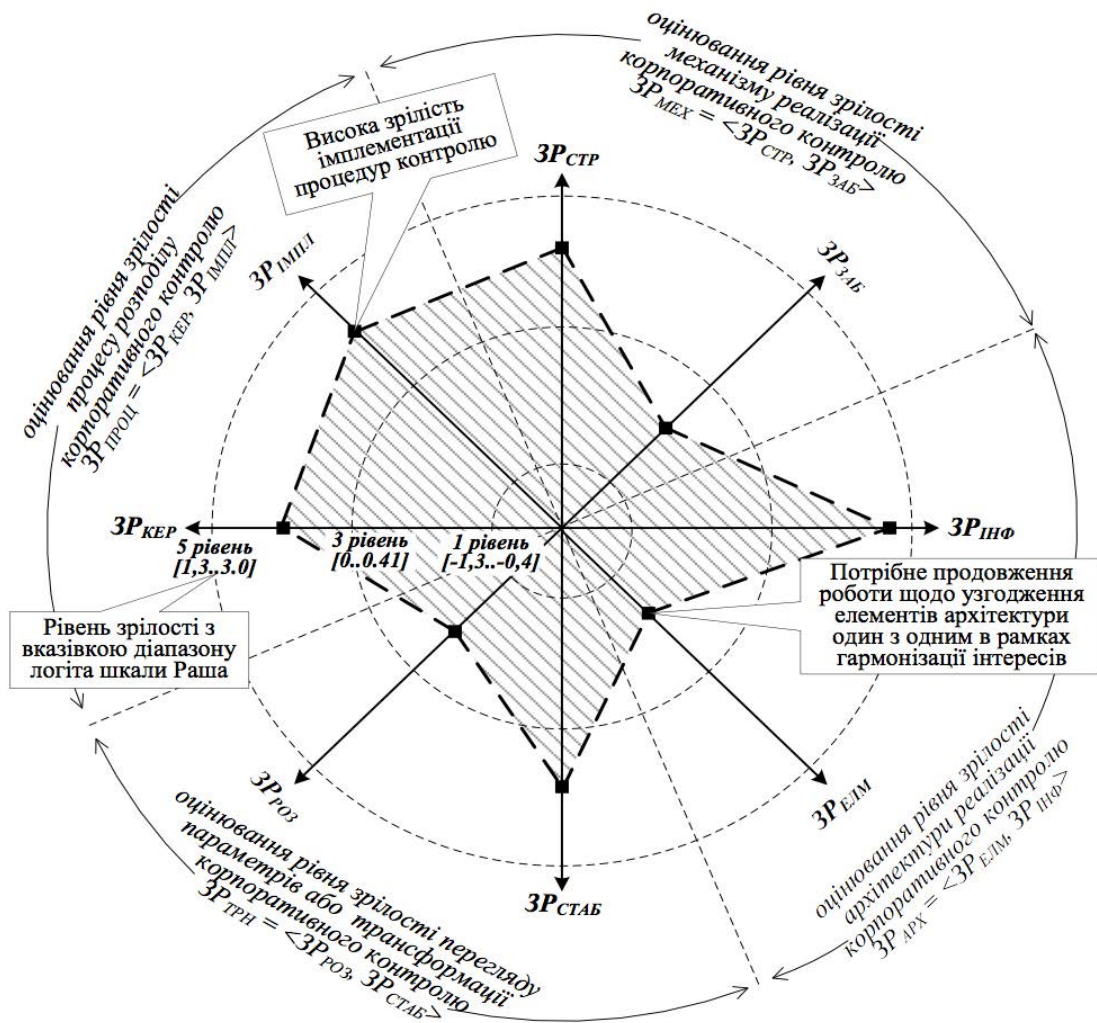 оцінювання рівня зрілості
механізму реалізації
корпоративного контролю
ЗР МЕХ = <ЗР СТР, ЗР ЗАБ>
Висока зрілість
імплементації
процедур контролю
ЗР СТР
ЗР ІМПЛ
ЗР ЗАБ
оцінювання рівня зрілості
процесу розподілу
корпоративного контролю
ЗР ПРОЦ = <ЗР КЕР, ЗР ІМПЛ>
ЗР КЕР
5 рівень
[1,3..3.0]
3 рівень
[0..0.41]
1 рівень
[-1,3..-0,4]
ЗР ІНФ
Рівень зрілості з
вказівкою діапазону
логіта шкали Раша
Потрібне продовження
роботи щодо узгодження
елементів архітектури
один з одним в рамках
гармонізації інтересів
ЗР РОЗ
ЗР ЕЛМ
ЗР СТАБ
оцінювання рівня зрілості перегляду
параметрів або трансформації
корпоративного контролю
ЗР ТРН = <ЗР РОЗ, ЗР СТАБ>
оцінювання рівня зрілості
архітектури реалізації
корпоративного контролю
ЗР АРХ = <ЗР ЕЛМ, ЗР ІНФ>